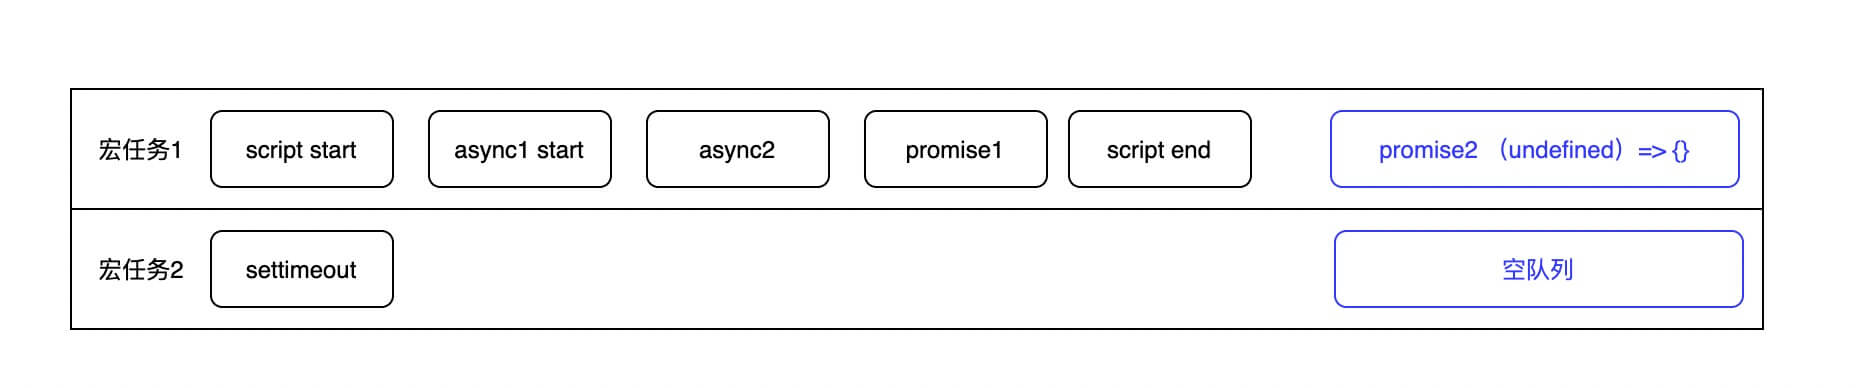 宏任务1 script start async1 start async2 promise1 script end promise2 （undefined）=> {}
宏任务2 settimeout 空队列